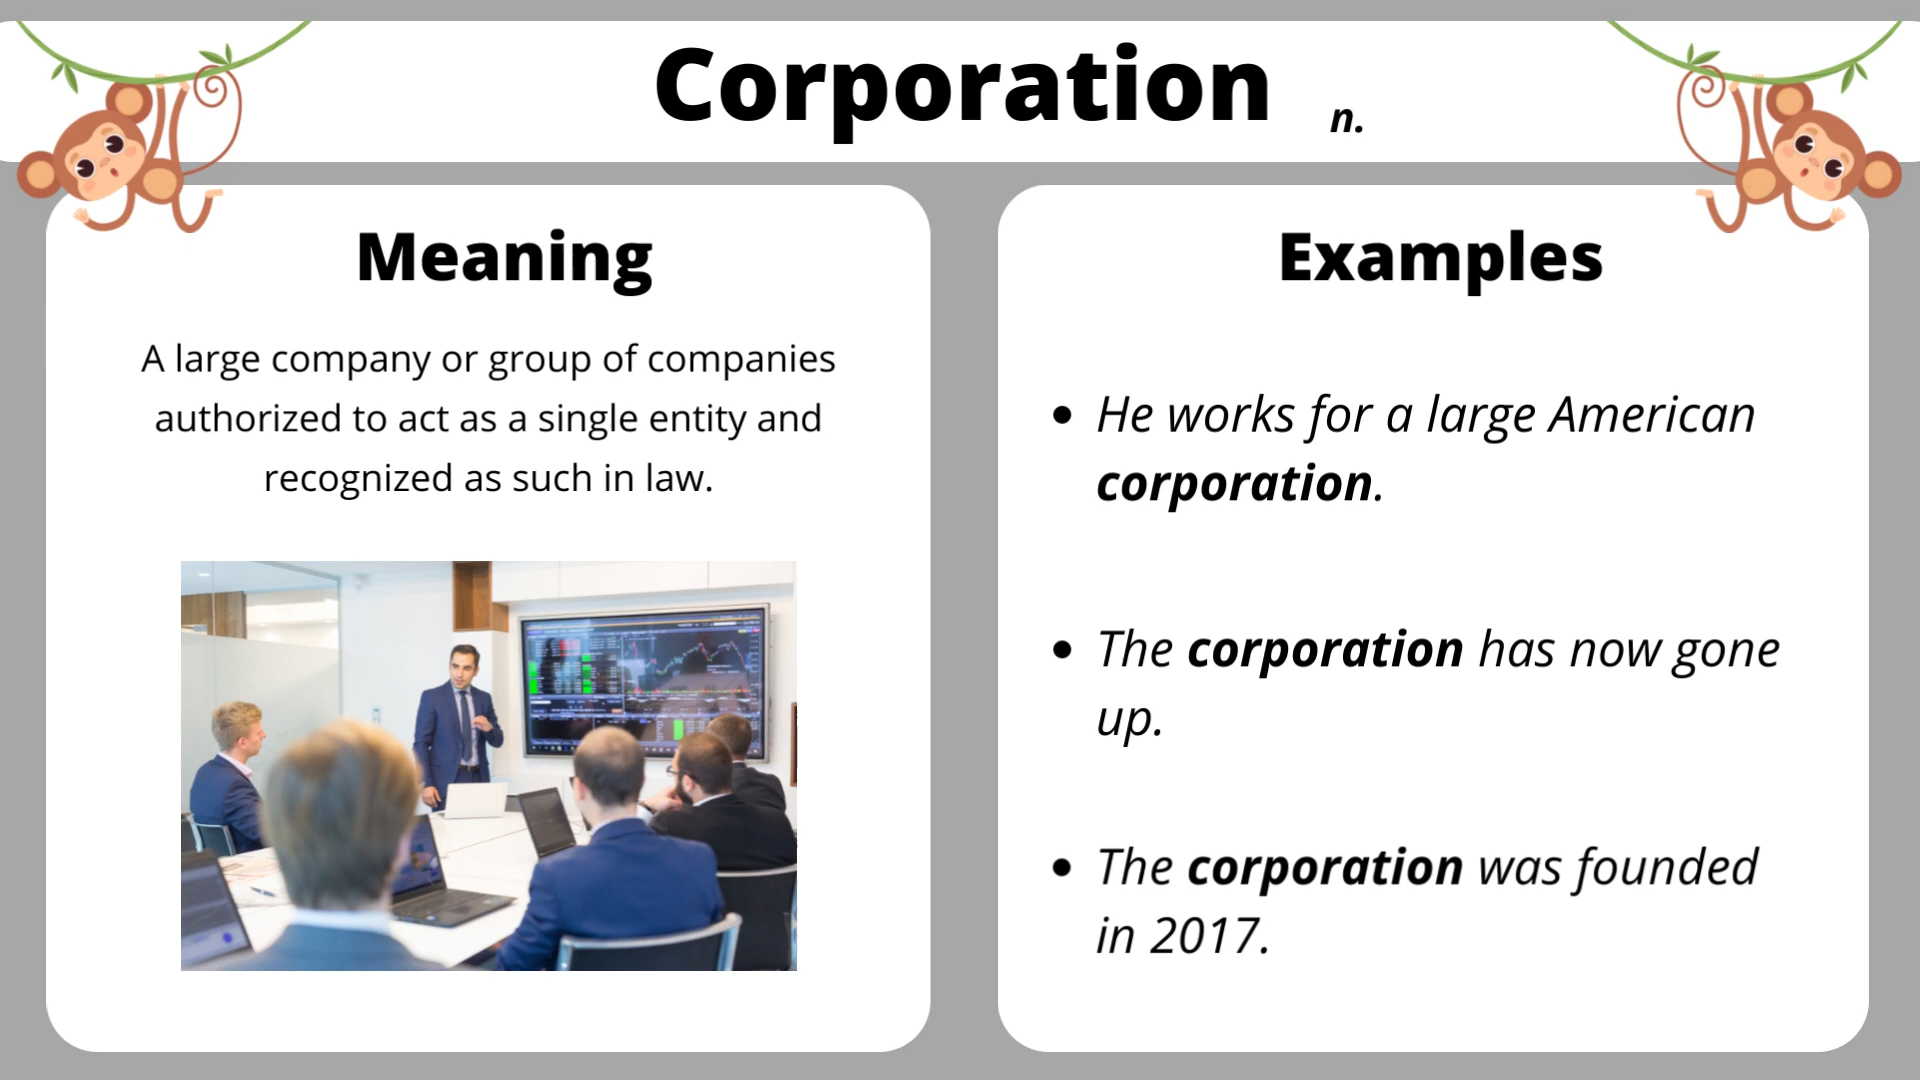 Corporation n.
Meaning
A large company or group of companies
authorized to act as a single entity and
recognized as such in law.
Examples
• He works for a large American
corporation.
• The corporation has now gone
up.
• The corporation was founded
in 2017.